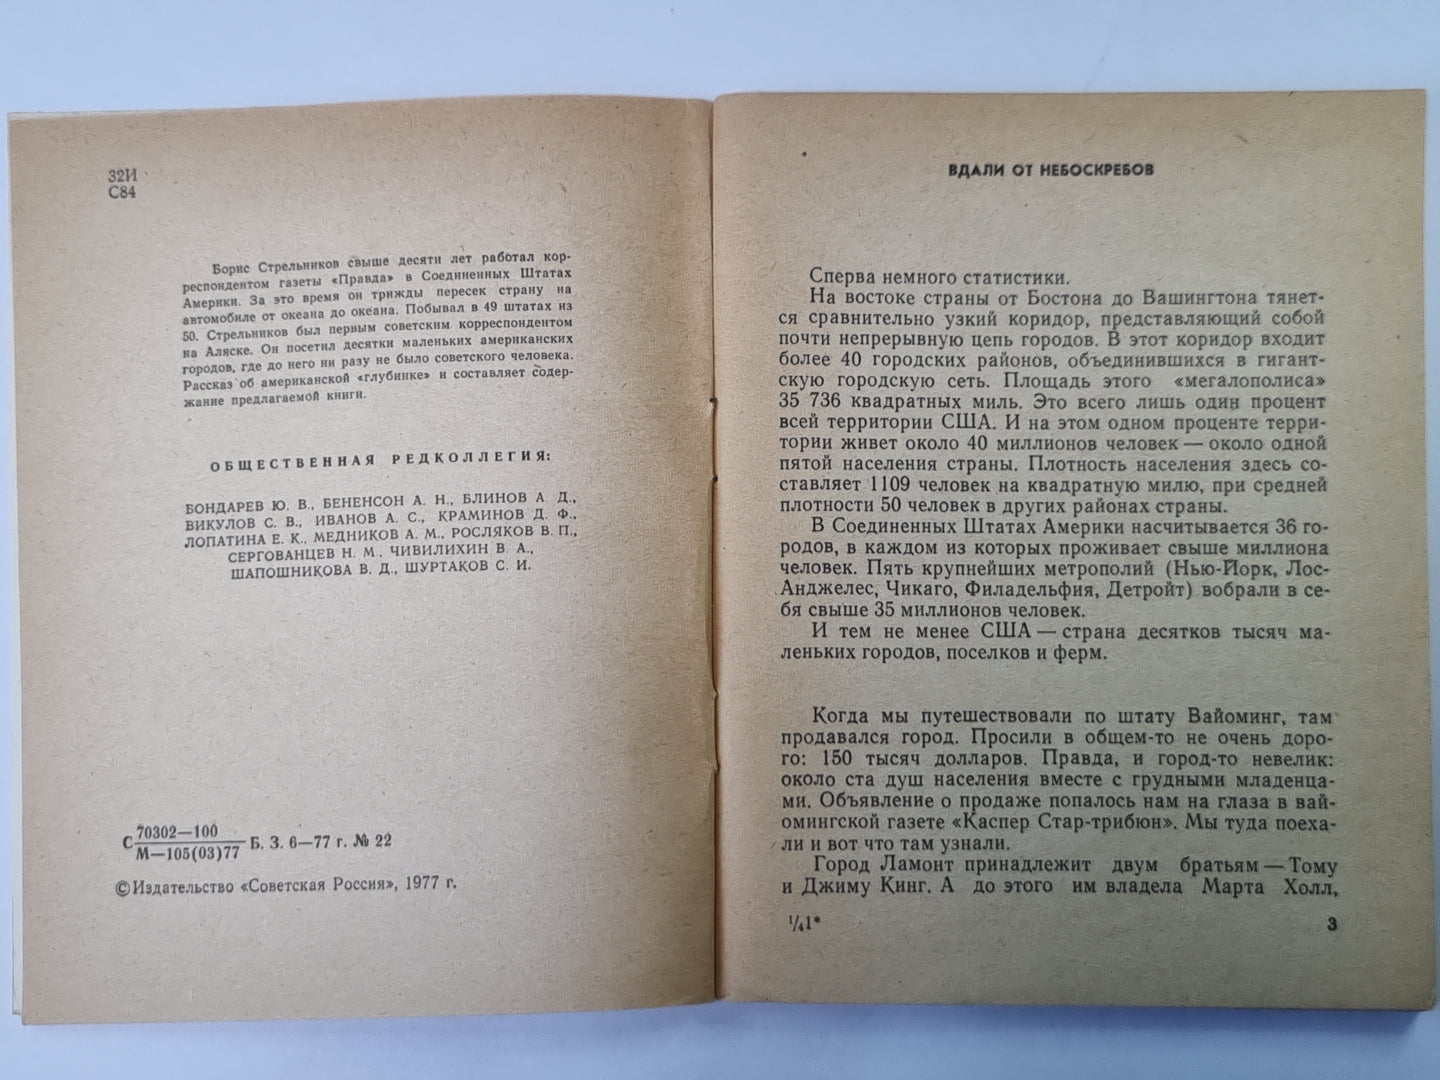 32И
С84
Борис Стрельников свыше десяти лет работал кор-
респондентом газеты «Правда» в Соединенных Штатах
Америки. За это время он трижды пересек страну на
автомобиле от океана до океана. Побывал в 49 штатах из
50. Стрельников был первым советским корреспондентом
на Аляске. Он посетил десятки маленьких американских
городов, где до него ни разу не было советского человека.
Рассказ об американской «глубинке» и составляет содер-
жание предлагаемой книги.
ОБЩЕСТВЕННАЯ РЕДКОЛЛЕГИЯ:
БОНДАРЕВ Ю. В., БЕНЕНСОН А. Н., БЛИНОВ А. Д.,
ВИКУЛОВ С. В., ИВАНОВ А. С., КРАМИНОВ Д. Ф.,
ЛОПАТИНА Е. К., МЕДНИКОВ А. М., РОСЛЯКОВ В. П.,
СЕРГОВАНЦЕВ Н. М., ЧИВИЛИХИН В. А.,
ШАПОШНИКОВА В. Д., ШУРТАКОВ С. И.
С 70302—100
М—105(03)77 Б. З. 6—77 г. № 22
© Издательство «Советская Россия», 1977 г.
ВДАЛИ ОТ НЕБОСКРЕБОВ
Сперва немного статистики.
На востоке страны от Бостона до Вашингтона тянет-
ся сравнительно узкий коридор, представляющий собой
почти непрерывную цепь городов. В этот коридор входит
более 40 городских районов, объединившихся в гигант-
скую городскую сеть. Площадь этого «мегалополиса»
35 736 квадратных миль. Это всего лишь один процент
всей территории США. И на этом одном проценте терри-
тории живет около 40 миллионов человек — около одной
пятой населения страны. Плотность населения здесь со-
ставляет 1109 человек на квадратную милю, при средней
плотности 50 человек в других районах страны.
В Соединенных Штатах Америки насчитывается 36 го-
родов, в каждом из которых проживает свыше миллиона
человек. Пять крупнейших метрополий (Нью-Йорк, Лос-
Анджелес, Чикаго, Филадельфия, Детройт) вобрали в се-
бя свыше 35 миллионов человек.
И тем не менее США — страна десятков тысяч ма-
леньких городов, поселков и ферм.
Когда мы путешествовали по штату Вайоминг, там
продавался город. Просили в общем-то не очень доро-
го: 150 тысяч долларов. Правда, и город-то невелик:
около ста душ населения вместе с грудными младенца-
ми. Объявление о продаже попалось нам на глаза в вай-
омингской газете «Каспер Стар-трибюн». Мы туда поеха-
ли и вот что там узнали.
Город Ламонт принадлежит двум братьям — Тому
и Джиму Кинг. А до этого им владела Марта Холл,
¼1* 3